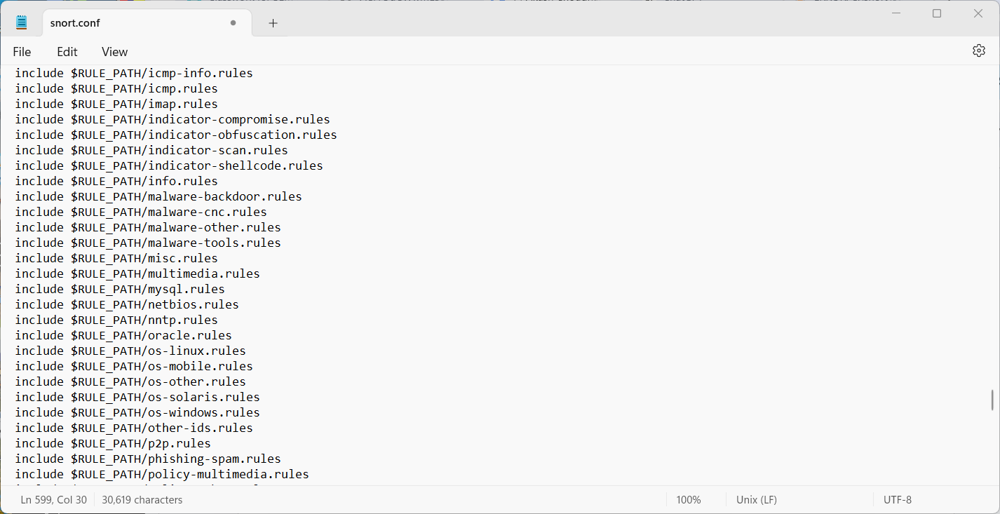 snort.conf
File Edit View
include $RULE_PATH/icmp-info.rules
include $RULE_PATH/icmp.rules
include $RULE_PATH/imap.rules
include $RULE_PATH/indicator-compromise.rules
include $RULE_PATH/indicator-obfuscation.rules
include $RULE_PATH/indicator-scan.rules
include $RULE_PATH/indicator-shellcode.rules
include $RULE_PATH/info.rules
include $RULE_PATH/malware-backdoor.rules
include $RULE_PATH/malware-cnc.rules
include $RULE_PATH/malware-other.rules
include $RULE_PATH/malware-tools.rules
include $RULE_PATH/misc.rules
include $RULE_PATH/multimedia.rules
include $RULE_PATH/mysql.rules
include $RULE_PATH/netbios.rules
include $RULE_PATH/nntp.rules
include $RULE_PATH/oracle.rules
include $RULE_PATH/os-linux.rules
include $RULE_PATH/os-mobile.rules
include $RULE_PATH/os-other.rules
include $RULE_PATH/os-solaris.rules
include $RULE_PATH/os-windows.rules
include $RULE_PATH/other-ids.rules
include $RULE_PATH/p2p.rules
include $RULE_PATH/phishing-spam.rules
include $RULE_PATH/policy-multimedia.rules
Ln 599, Col 30 30,619 characters 100% Unix (LF) UTF-8